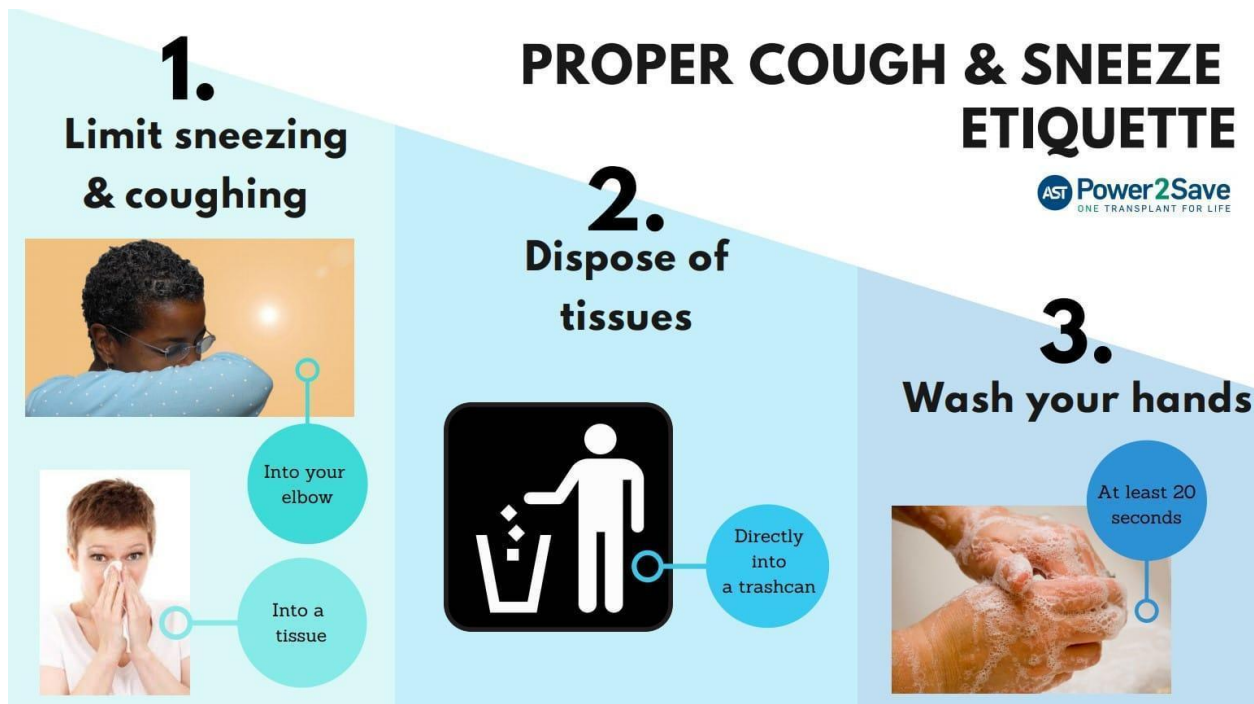 PROPER COUGH & SNEEZE
ETIQUETTE
AST Power2Save
ONE TRANSPLANT FOR LIFE
1.
Limit sneezing
& coughing
Into your
elbow
Into a
tissue
2.
Dispose of
tissues
Directly
into
a trashcan
3.
Wash your hands
At least 20
seconds